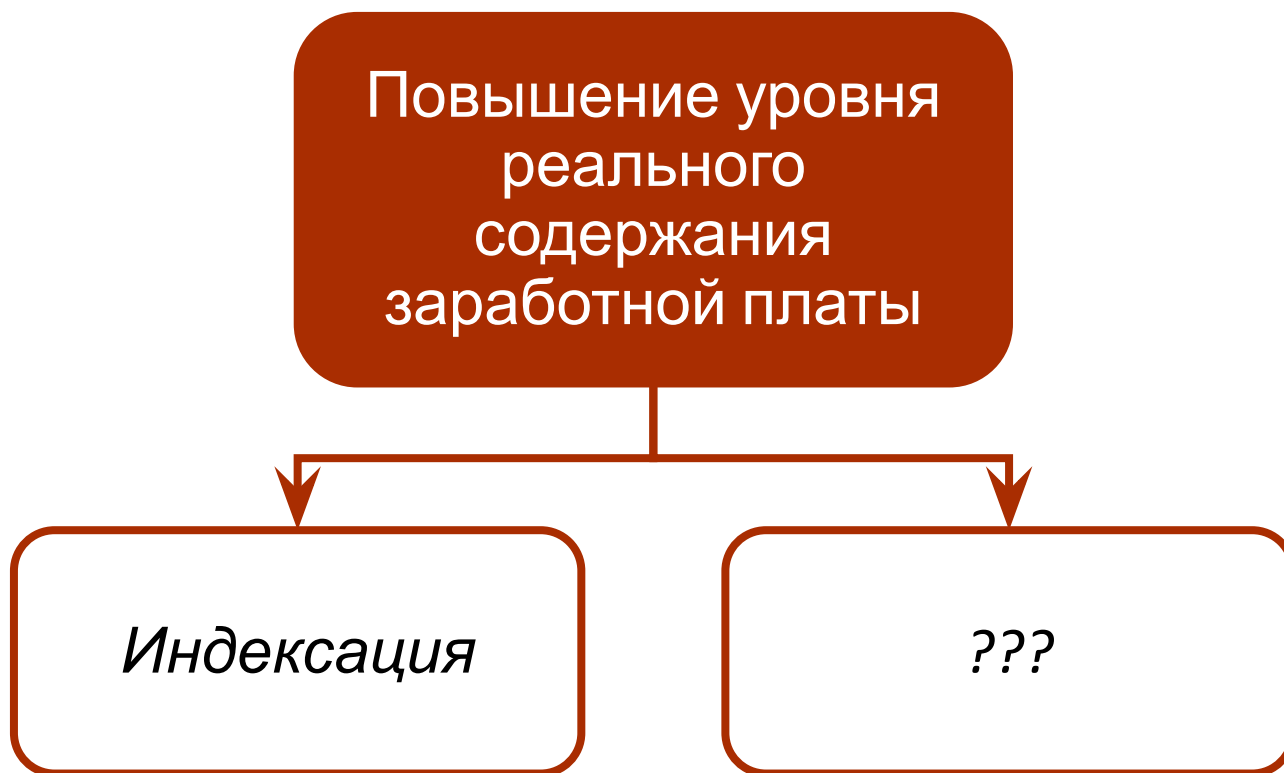 Повышение уровня
реального
содержания
заработной платы
Индексация
???